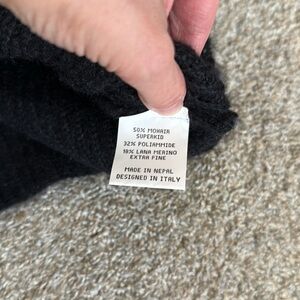 50% MOHAIR
SUPERKID
32% POLIAMMIDE
18% LANA MERINO
EXTRA FINE
MADE IN NEPAL
DESIGNED IN ITALY